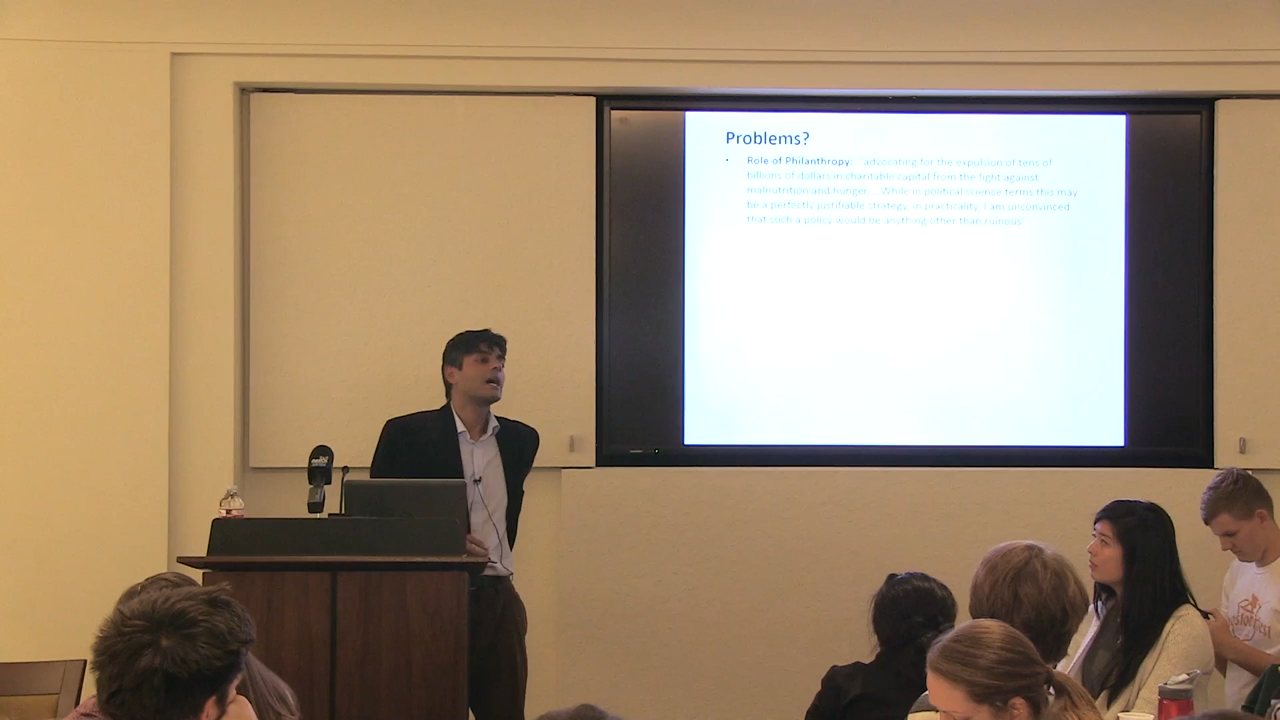 Problems?
• Role of Philanthropy: "advocating for the expulsion of tens of
billions of dollars in charitable capital from the fight against
malnutrition and hunger. ...While in political science terms this may
be a perfectly justifiable strategy, in practicality, I am unconvinced
that such a policy would be anything other than ruinous"